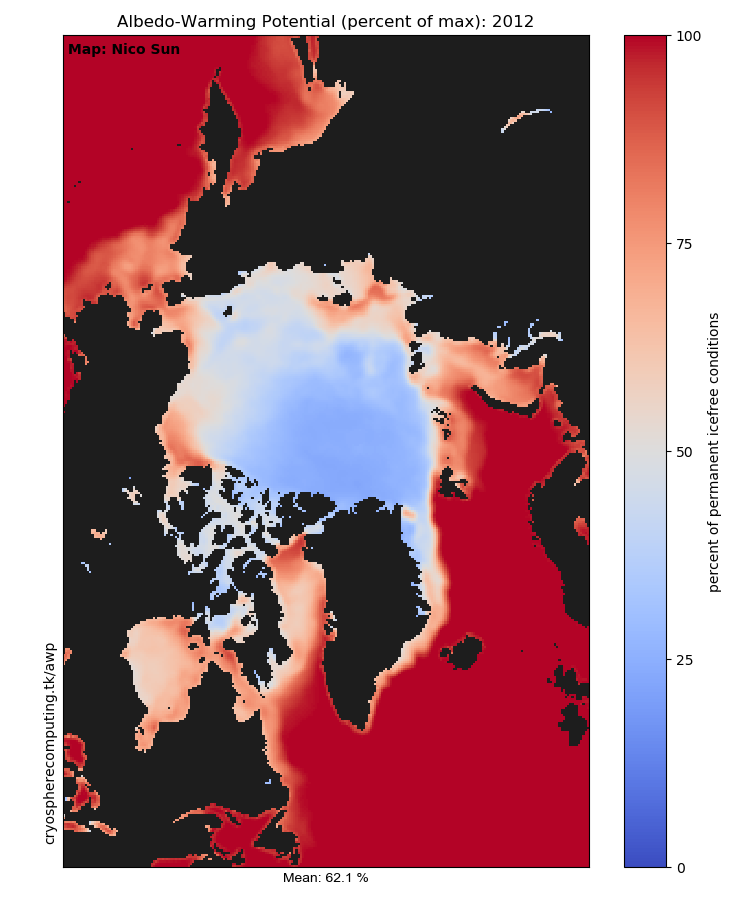 Albedo-Warming Potential (percent of max): 2012
Map: Nico Sun
100
75
50
25
0
percent of permanent icefree conditions
cryospherecomputing.tk/awp
Mean: 62.1 %